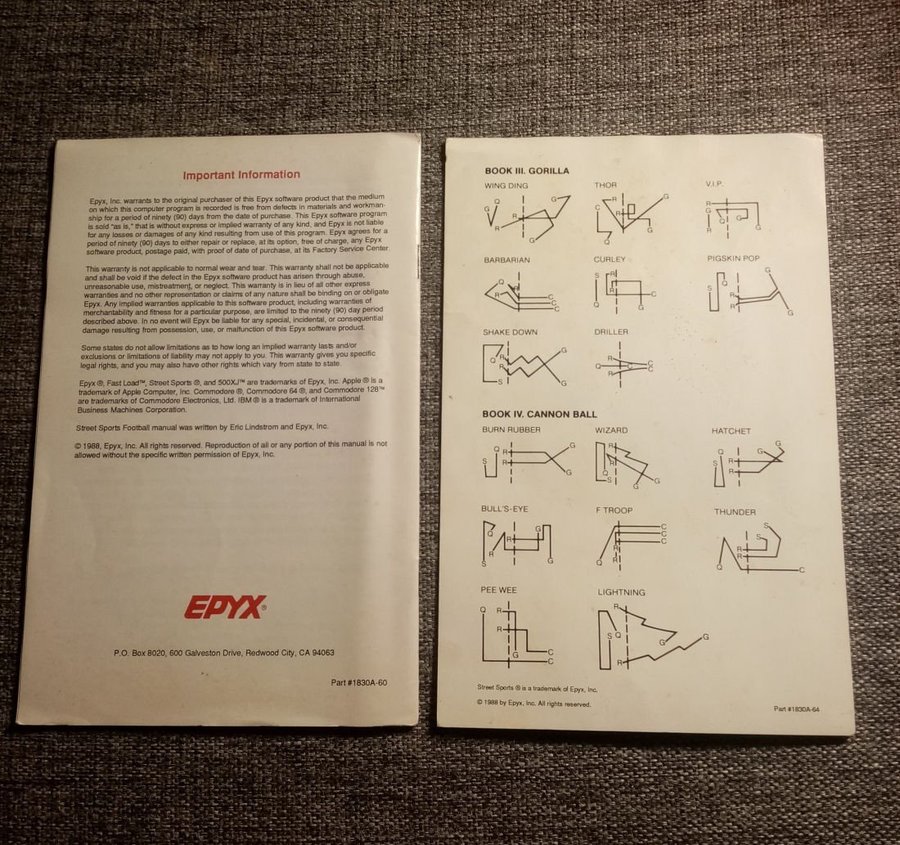 Important Information
Epyx, Inc. warrants to the original purchaser of this Epyx software product that the medium
on which this computer program is recorded is free from defects in materials and workman-
ship for a period of ninety (90) days from the date of purchase. This Epyx software program
is sold "as is," that is without express or implied warranty of any kind, and Epyx is not liable
for any losses or damages of any kind resulting from use of this program. Epyx agrees for a
period of ninety (90) days to either repair or replace, at its option, free of charge, any Epyx
software product, postage paid, with proof of date of purchase, at its Factory Service Center.
This warranty is not applicable to normal wear and tear. This warranty shall not be applicable
and shall be void if the defect in the Epyx software product has arisen through abuse,
unreasonable use, mistreatment, or neglect. This warranty is in lieu of all other express
warranties and no other representation or claims of any nature shall be binding on or obligate
Epyx. Any implied warranties applicable to this software product, including warranties of
merchantability and fitness for a particular purpose, are limited to the ninety (90) day period
described above. In no event will Epyx be liable for any special, incidental, or consequential
damage resulting from possession, use, or malfunction of this Epyx software product.
Some states do not allow limitations as to how long an implied warranty lasts and/or
exclusions or limitations of liability may not apply to you. This warranty gives you specific
legal rights, and you may also have other rights which vary from state to state.
Epyx ®, Fast Load™, Street Sports ®, and 500XJ™ are trademarks of Epyx, Inc. Apple ® is a
trademark of Apple Computer, Inc. Commodore ®, Commodore 64 ®, and Commodore 128™
are trademarks of Commodore Electronics, Ltd. IBM ® is a trademark of International
Business Machines Corporation.
Street Sports Football manual was written by Eric Lindstrom and Epyx, Inc.
© 1988, Epyx, Inc. All rights reserved. Reproduction of all or any portion of this manual is not
allowed without the specific written permission of Epyx, Inc.
EPYX®
P.O. Box 8020, 600 Galveston Drive, Redwood City, CA 94063
Part #1830A-60
BOOK III. GORILLA
WING DING THOR V.I.P.
Q G C R G R
R G Q G R G Q G
BARBARIAN CURLEY PIGSKIN POP
R C C C S R Q G C S Q R R G G
SHAKE DOWN DRILLER
Q R R S G G R Q R C C
BOOK IV. CANNON BALL
BURN RUBBER WIZARD HATCHET
S Q R R G G R R Q G G S Q R R G G
BULL'S-EYE F TROOP THUNDER
S Q R R G G Q R R R C C C Q R R S S C
PEE WEE LIGHTNING
Q R R G C C R S Q R G G
Street Sports ® is a trademark of Epyx, Inc.
© 1988 by Epyx, Inc. All rights reserved.
Part #1830A-64